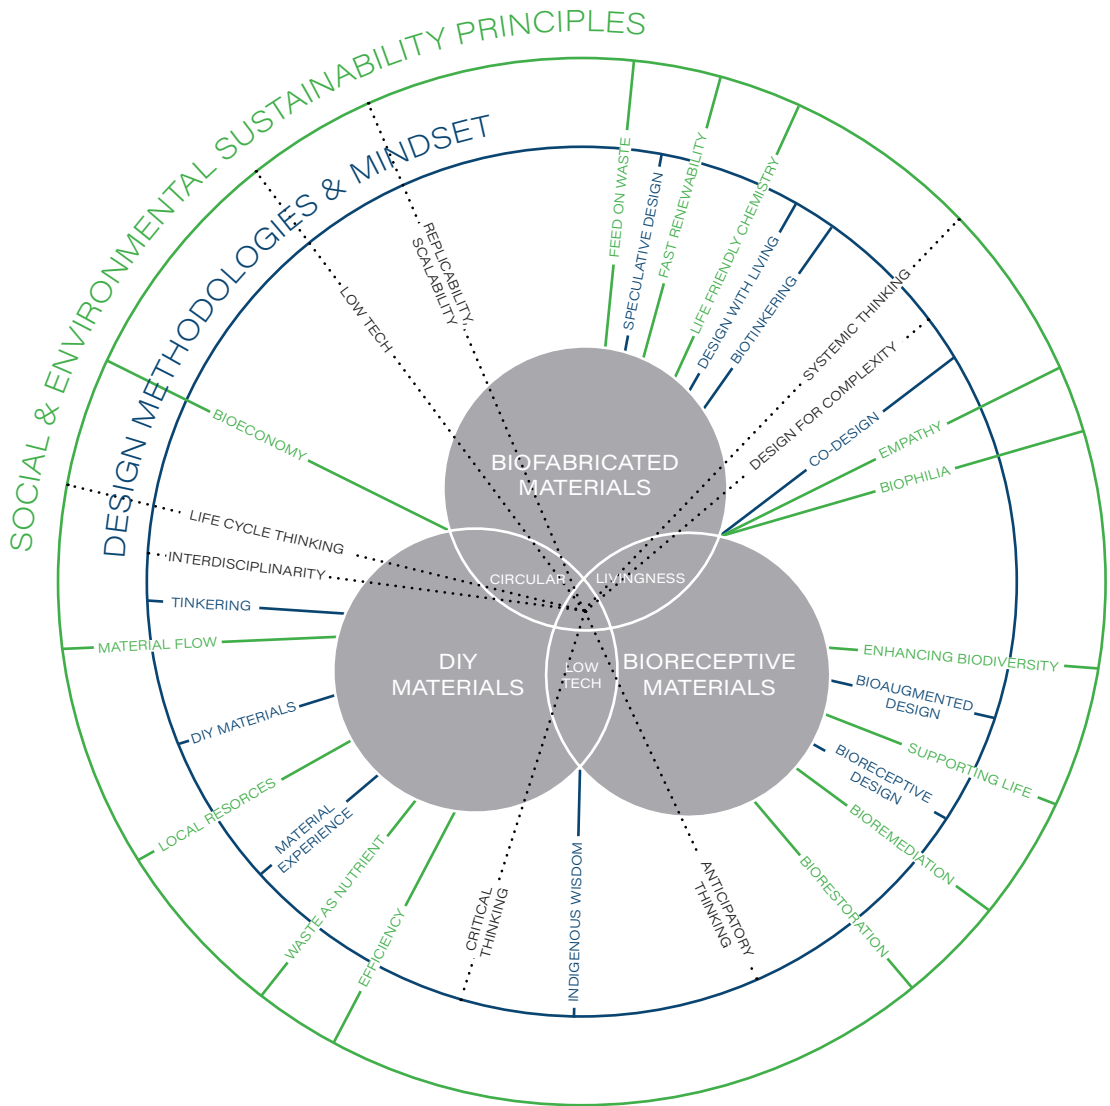 SOCIAL & ENVIRONMENTAL SUSTAINABILITY PRINCIPLES
DESIGN METHODOLOGIES & MINDSET
REPLICABILITY
SCALABILITY
LOW TECH
FEED ON WASTE
SPECULATIVE DESIGN
FAST RENEWABILITY
LIFE FRIENDLY CHEMISTRY
DESIGN WITH LIVING
BIOTINKERING
SYSTEMIC THINKING
DESIGN FOR COMPLEXITY
CO-DESIGN
EMPATHY
BIOPHILIA
BIOECONOMY
LIFE CYCLE THINKING
INTERDISCIPLINARITY
TINKERING
MATERIAL FLOW
DIY MATERIALS
LOCAL RESORCES
MATERIAL
EXPERIENCE
WASTE AS NUTRIENT
EFFICIENCY
BIOFABRICATED
MATERIALS
CIRCULAR
LIVINGNESS
DIY
MATERIALS
LOW
TECH
BIORECEPTIVE
MATERIALS
ENHANCING BIODIVERSITY
BIOAUGMENTED
DESIGN
SUPPORTING LIFE
BIORECEPTIVE
DESIGN
BIOREMEDIATION
BIORESTORATION
CRITICAL
THINKING
INDIGENOUS WISDOM
ANTICIPATORY
THINKING